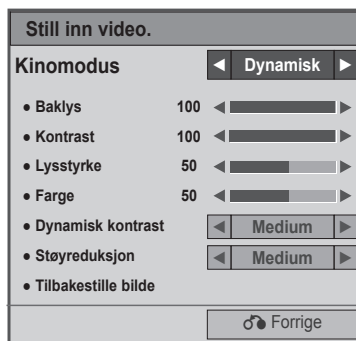 Still inn video.
Kinomodus ◄ Dynamisk ►
● Baklys 100 ◄ ►
● Kontrast 100 ◄ ►
● Lysstyrke 50 ◄ ►
● Farge 50 ◄ ►
● Dynamisk kontrast ◄ Medium ►
● Støyreduksjon ◄ Medium ►
● Tilbakestille bilde
Forrige